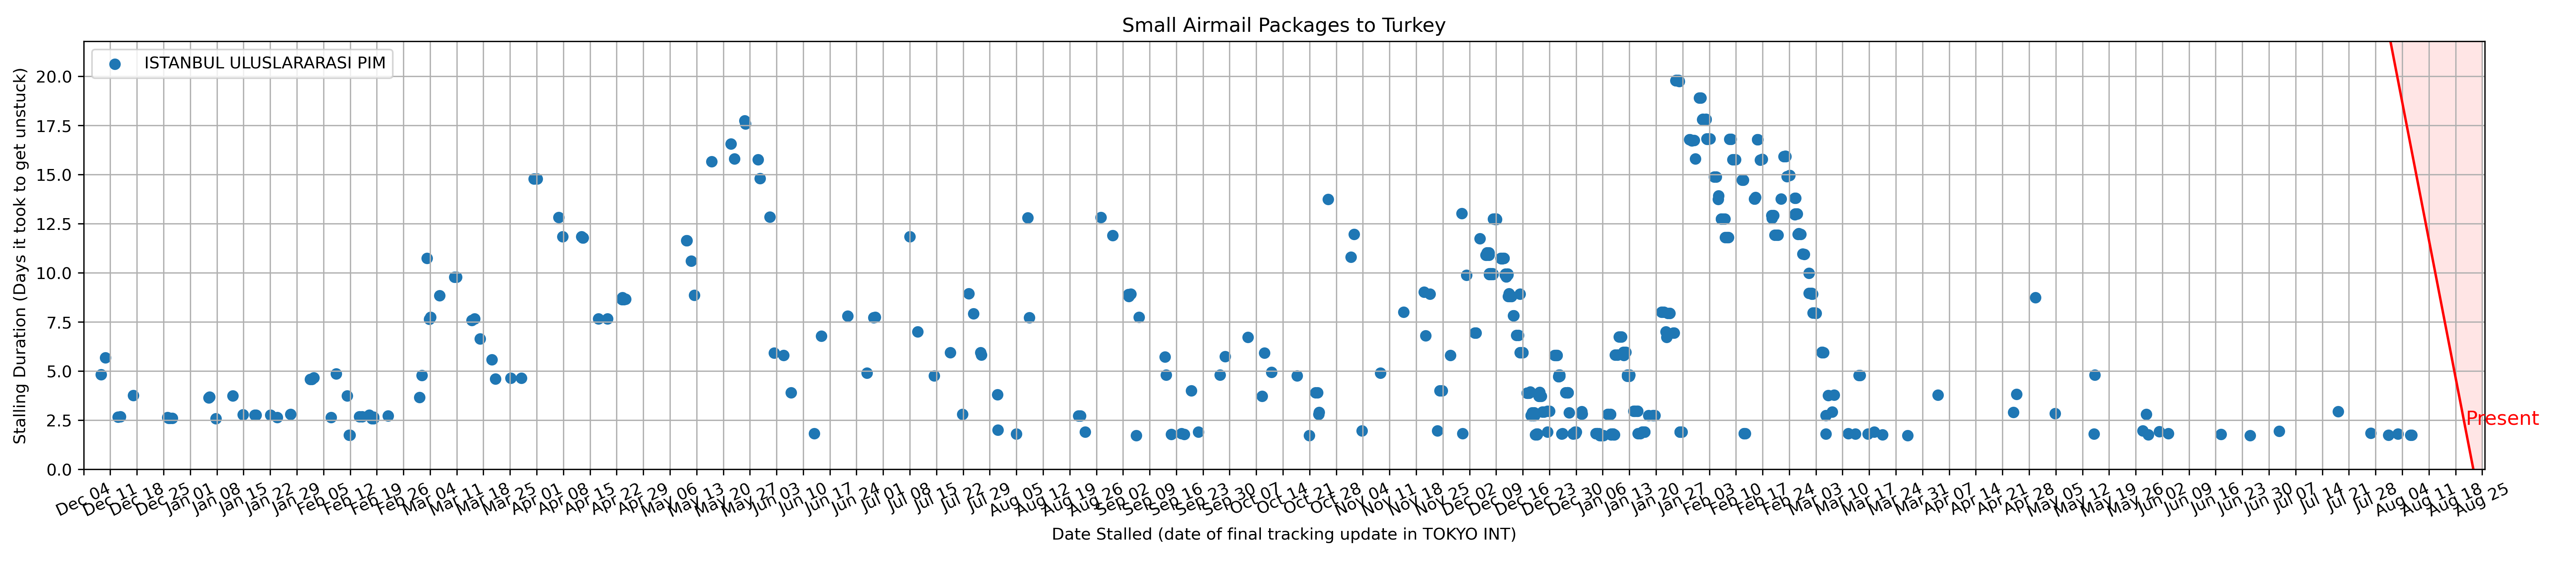 Small Airmail Packages to Turkey
ISTANBUL ULUSLARARASI PIM
Stalling Duration (Days it took to get unstuck)
20.0
17.5
15.0
12.5
10.0
7.5
5.0
2.5
0.0
Present
Dec 04
Dec 11
Dec 18
Dec 25
Jan 01
Jan 08
Jan 15
Jan 22
Jan 29
Feb 05
Feb 12
Feb 19
Feb 26
Mar 04
Mar 11
Mar 18
Mar 25
Apr 01
Apr 08
Apr 15
Apr 22
Apr 29
May 06
May 13
May 20
May 27
Jun 03
Jun 10
Jun 17
Jun 24
Jul 01
Jul 08
Jul 15
Jul 22
Jul 29
Aug 05
Aug 12
Aug 19
Aug 26
Sep 02
Sep 09
Sep 16
Sep 23
Sep 30
Oct 07
Oct 14
Oct 21
Oct 28
Nov 04
Nov 11
Nov 18
Nov 25
Dec 02
Dec 09
Dec 16
Dec 23
Dec 30
Jan 06
Jan 13
Jan 20
Jan 27
Feb 03
Feb 10
Feb 17
Feb 24
Mar 03
Mar 10
Mar 17
Mar 24
Mar 31
Apr 07
Apr 14
Apr 21
Apr 28
May 05
May 12
May 19
May 26
Jun 02
Jun 09
Jun 16
Jun 23
Jun 30
Jul 07
Jul 14
Jul 21
Jul 28
Aug 04
Aug 11
Aug 18
Aug 25
Date Stalled (date of final tracking update in TOKYO INT)